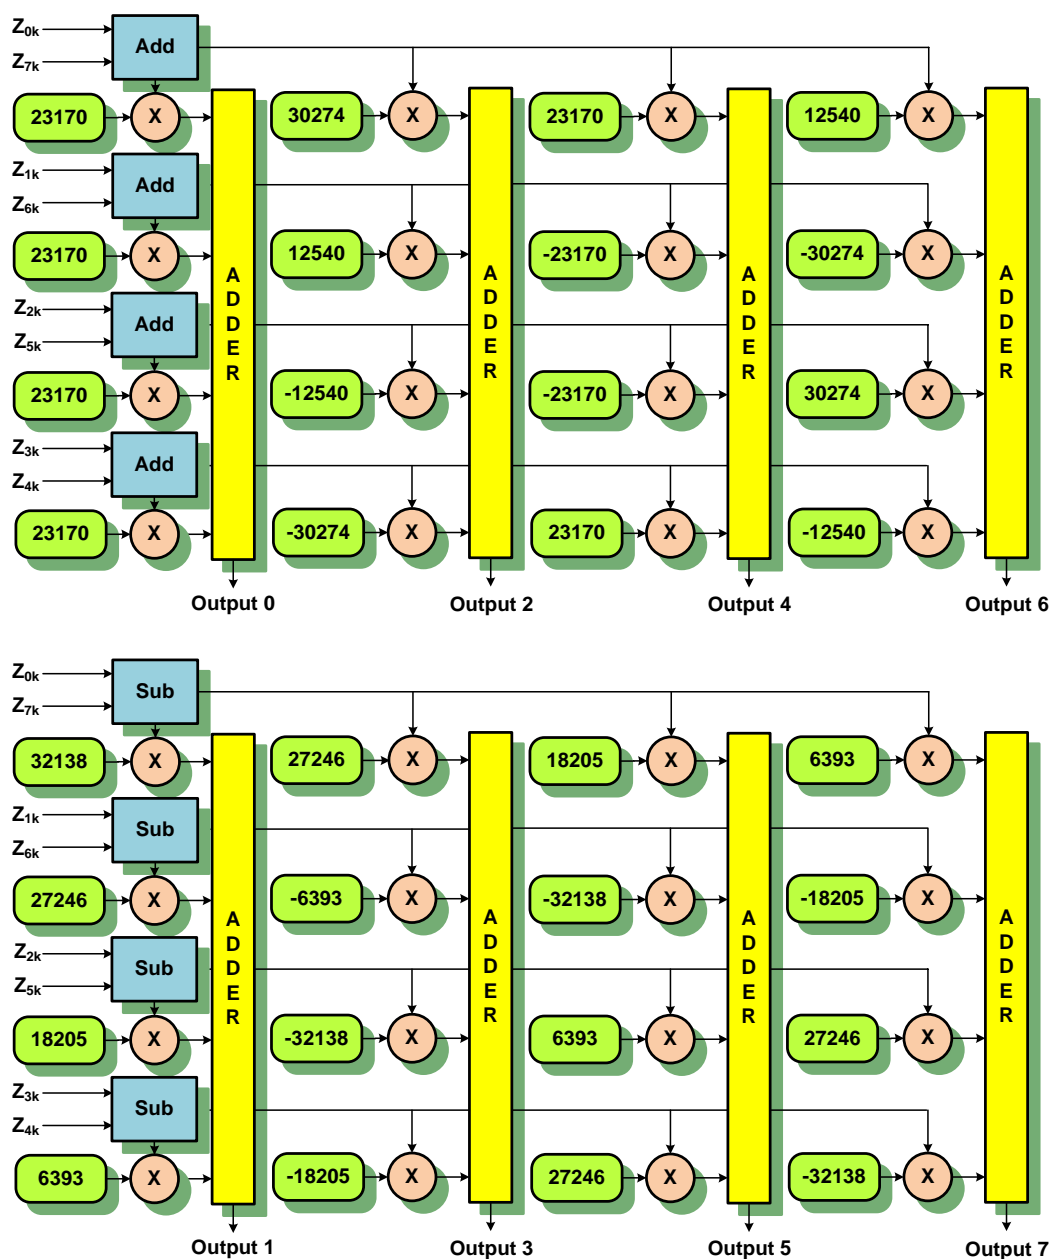 Z0k
Add
Z7k
23170 X 30274 X 23170 X 12540 X
Z1k
Add
Z6k
23170 X 12540 X -23170 X -30274 X
Z2k
Add
Z5k
23170 X -12540 X -23170 X 30274 X
Z3k
Add
Z4k
23170 X -30274 X 23170 X -12540 X
ADDER ADDER ADDER ADDER
Output 0 Output 2 Output 4 Output 6
Z0k
Sub
Z7k
32138 X 27246 X 18205 X 6393 X
Z1k
Sub
Z6k
27246 X -6393 X -32138 X -18205 X
Z2k
Sub
Z5k
18205 X -32138 X 6393 X 27246 X
Z3k
Sub
Z4k
6393 X -18205 X 27246 X -32138 X
ADDER ADDER ADDER ADDER
Output 1 Output 3 Output 5 Output 7